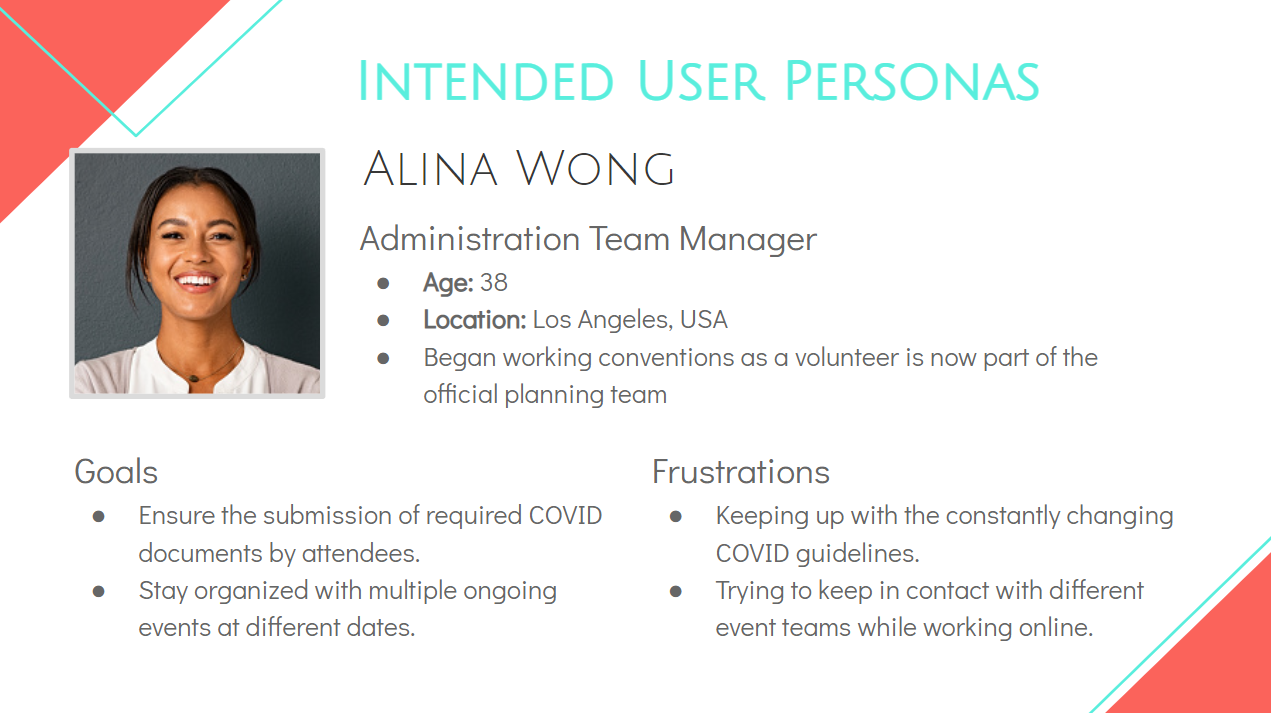 Intended User Personas
Alina Wong
Administration Team Manager
● Age: 38
● Location: Los Angeles, USA
● Began working conventions as a volunteer is now part of the
official planning team
Goals
● Ensure the submission of required COVID
documents by attendees.
● Stay organized with multiple ongoing
events at different dates.
Frustrations
● Keeping up with the constantly changing
COVID guidelines.
● Trying to keep in contact with different
event teams while working online.